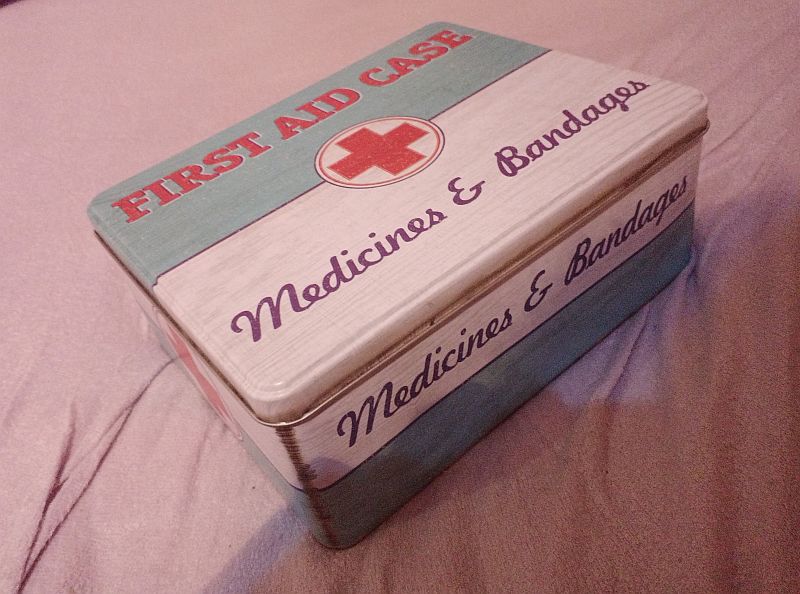 FIRST AID CASE
Medicines & Bandages
Medicines & Bandages